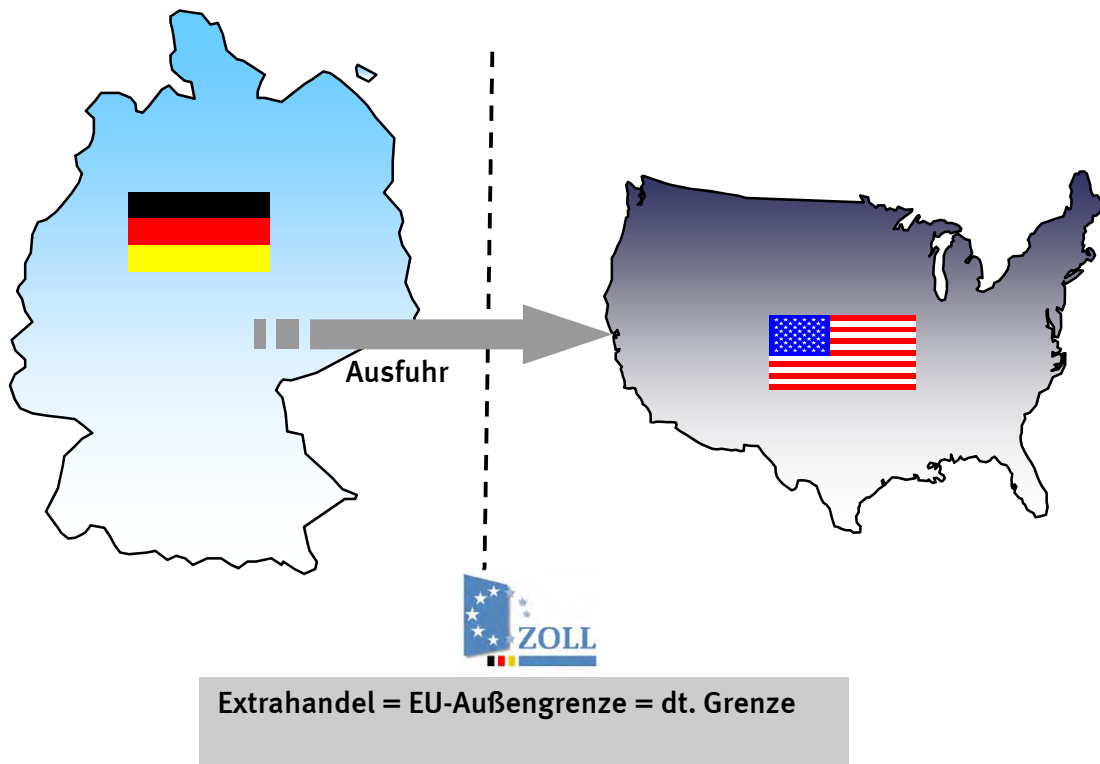 Ausfuhr
ZOLL
Extrahandel = EU-Außengrenze = dt. Grenze